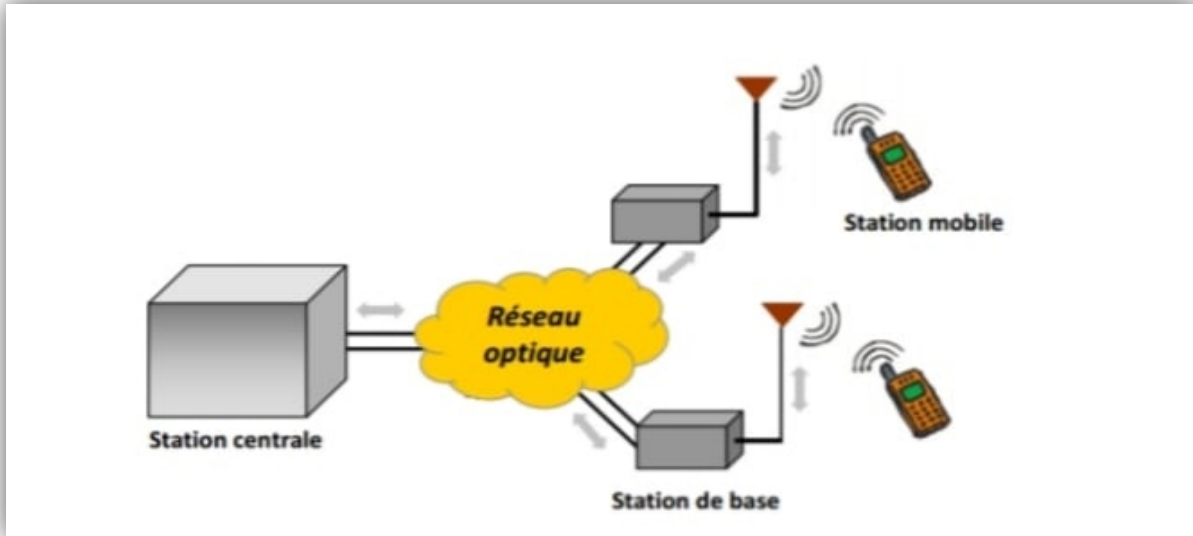 Station mobile
Réseau
optique
Station centrale
Station de base